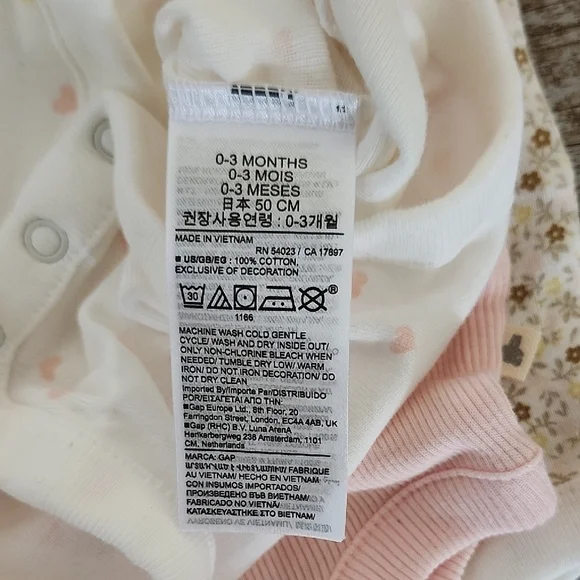 0-3 MONTHS
0-3 MOIS
0-3 MESES
日本 50 CM
권장사용연령 : 0-3개월
MADE IN VIETNAM
RN 54023 / CA 17897
■ US/GB/EG : 100% COTTON,
EXCLUSIVE OF DECORATION
30
®
1166
MACHINE WASH COLD GENTLE
CYCLE/ WASH AND DRY INSIDE OUT/
ONLY NON-CHLORINE BLEACH WHEN
NEEDED/ TUMBLE DRY LOW/ WARM
IRON/ DO NOT IRON DECORATION/ DO
NOT DRY CLEAN
Imported By/Importe Par/DISTRIBUIDO
POR/ΕΙΣΑΓΕΤΑΙ ΑΠΟ ΤΗΝ:
■Gap Europe Ltd., 8th Floor, 20
Farringdon Street, London, EC4A 4AB, UK
■Gap (RHC) B.V. Luna ArenA
Herikerbergweg 238 Amsterdam, 1101
CM, Netherlands
MARCA: GAP
FABRIQUE
AU VIETNAM/ HECHO EN VIETNAM
CON INSUMOS IMPORTADOS/
ПРОИЗВЕДЕНО ВЪВ ВИЕТНАМ/
FABRICADO NO VIETNAM/
ΚΑΤΑΣΚΕΥΑΣΤΗΚΕ ΣΤΟ ΒΙΕΤΝΑΜ/